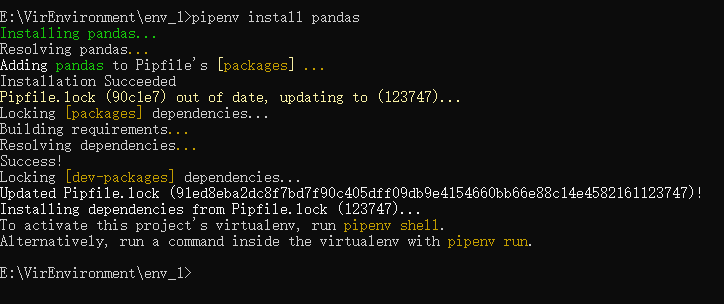 E:\VirEnvironment\env_1>pipenv install pandas
Installing pandas...
Resolving pandas...
Adding pandas to Pipfile's [packages] ...
Installation Succeeded
Pipfile.lock (90c1e7) out of date, updating to (123747)...
Locking [packages] dependencies...
Building requirements...
Resolving dependencies...
Success!
Locking [dev-packages] dependencies...
Updated Pipfile.lock (91ed8eba2dc8f7bd7f90c405dff09db9e4154660bb66e88c14e4582161123747)!
Installing dependencies from Pipfile.lock (123747)...
To activate this project's virtualenv, run pipenv shell.
Alternatively, run a command inside the virtualenv with pipenv run.
E:\VirEnvironment\env_1>